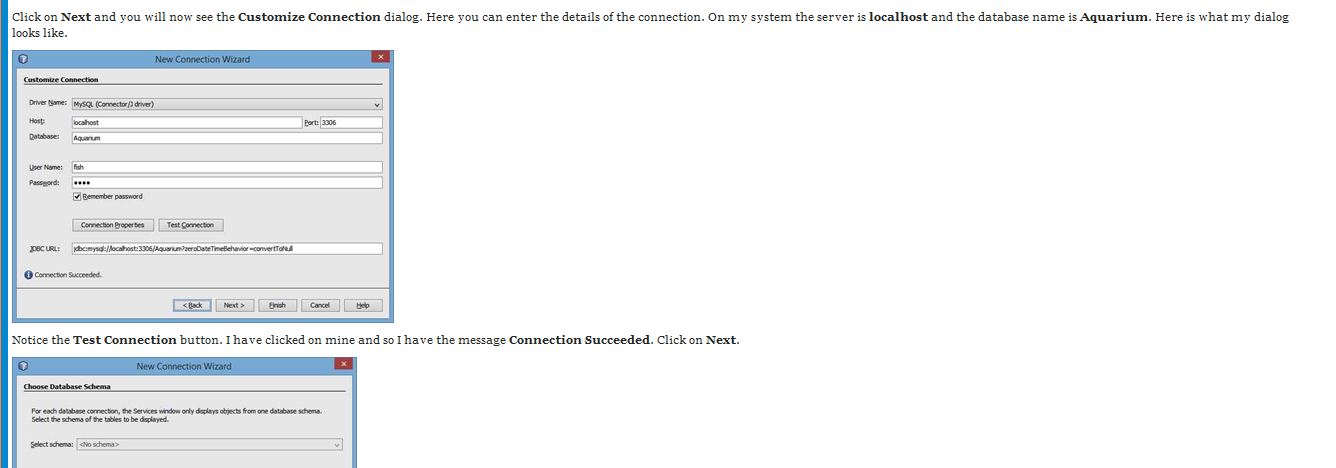 Click on Next and you will now see the Customize Connection dialog. Here you can enter the details of the connection. On my system the server is localhost and the database name is Aquarium. Here is what my dialog
looks like.
New Connection Wizard
Customize Connection
Driver Name: MySQL (Connector/J driver)
Host: localhost Port: 3306
Database: Aquarium
User Name: fish
Password: ••••
Remember password
Connection Properties Test Connection
JDBC URL: jdbc:mysql://localhost:3306/Aquarium?zeroDateTimeBehavior=convertToNull
Connection Succeeded.
< Back Next > Finish Cancel Help
Notice the Test Connection button. I have clicked on mine and so I have the message Connection Succeeded. Click on Next.
New Connection Wizard
Choose Database Schema
For each database connection, the Services window only displays objects from one database schema.
Select the schema of the tables to be displayed.
Select schema: <No schema>